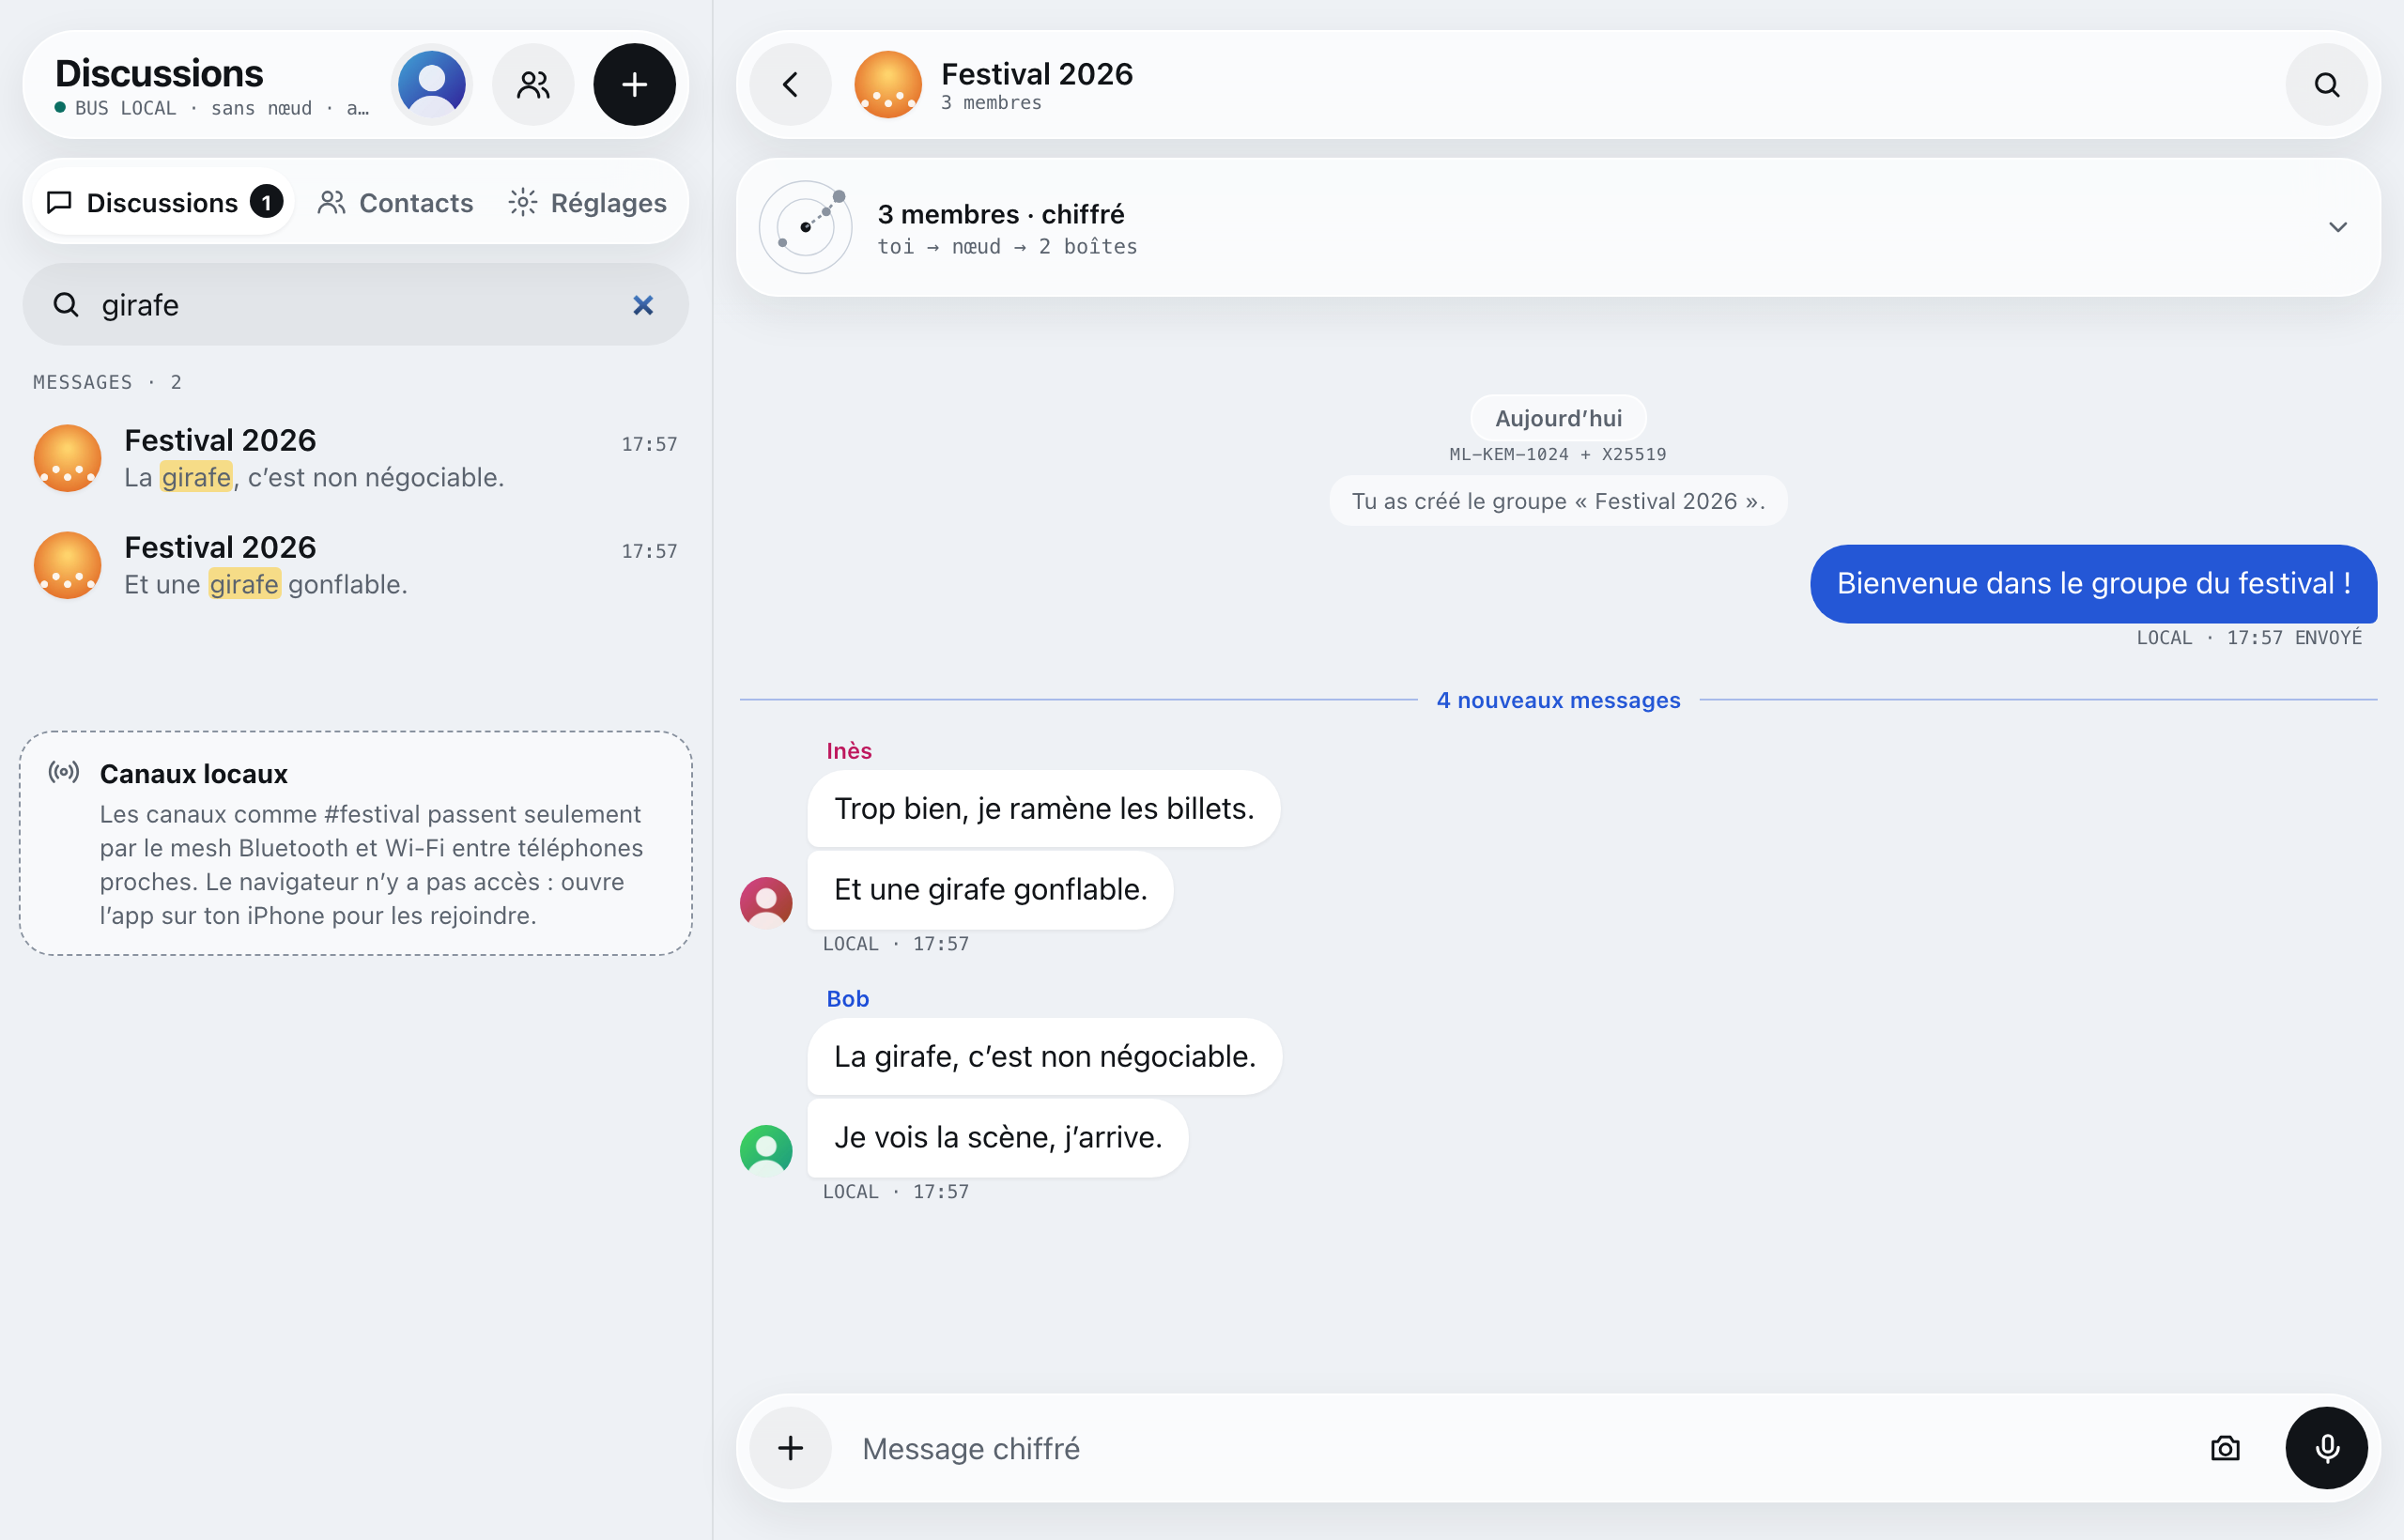 Discussions
BUS LOCAL · sans nœud · a…
Discussions 1
Contacts
Réglages
girafe
MESSAGES · 2
Festival 2026
17:57
La girafe, c’est non négociable.
Festival 2026
17:57
Et une girafe gonflable.
Canaux locaux
Les canaux comme #festival passent seulement
par le mesh Bluetooth et Wi-Fi entre téléphones
proches. Le navigateur n’y a pas accès : ouvre
l’app sur ton iPhone pour les rejoindre.
Festival 2026
3 membres
3 membres · chiffré
toi → nœud → 2 boîtes
Aujourd’hui
ML-KEM-1024 + X25519
Tu as créé le groupe « Festival 2026 ».
Bienvenue dans le groupe du festival !
LOCAL · 17:57 ENVOYÉ
4 nouveaux messages
Inès
Trop bien, je ramène les billets.
Et une girafe gonflable.
LOCAL · 17:57
Bob
La girafe, c’est non négociable.
Je vois la scène, j’arrive.
LOCAL · 17:57
Message chiffré